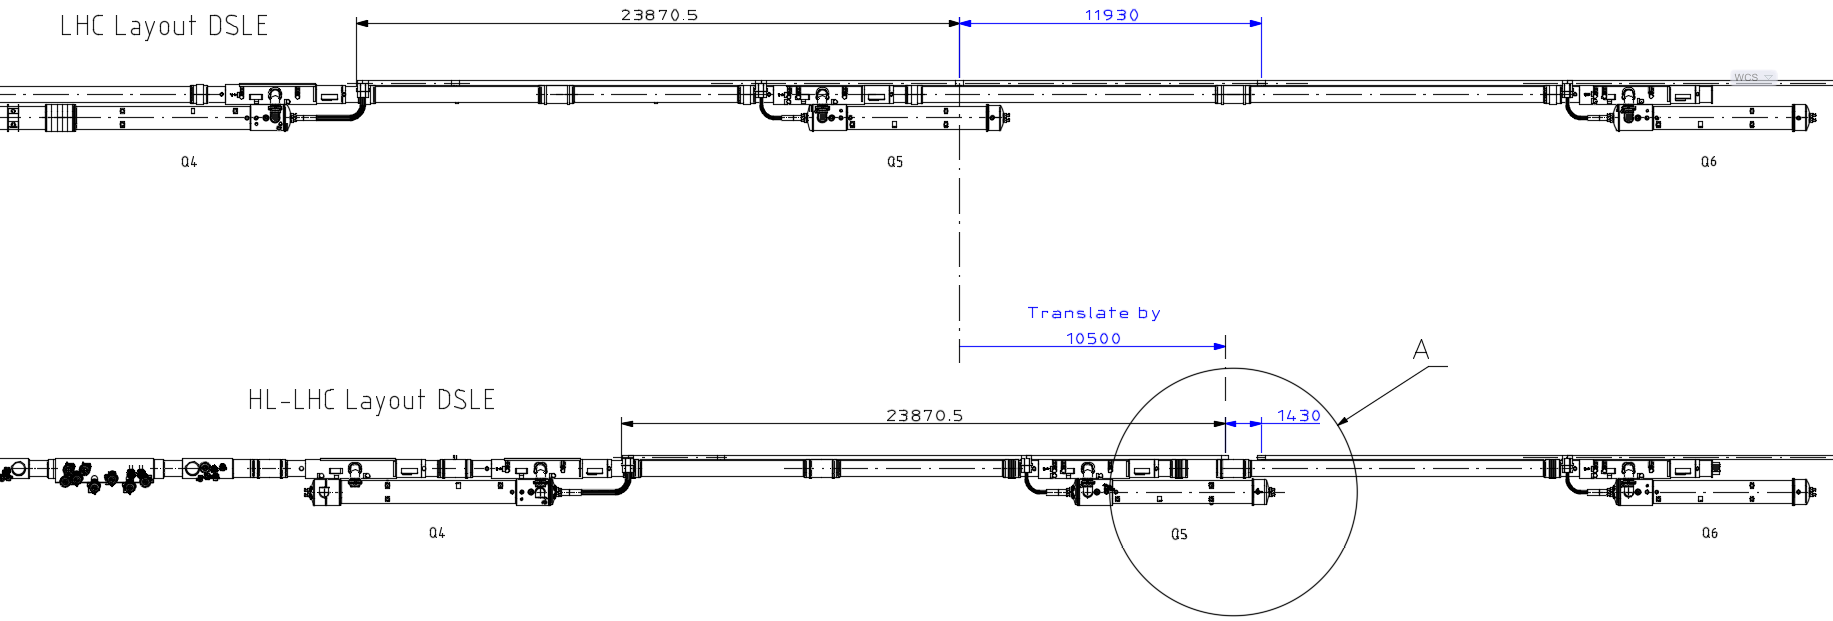 LHC Layout DSLE
23870.5
11930
WCS
Q4
Q5
Q6
Translate by
10500
A
HL-LHC Layout DSLE
23870.5
1430
Q4
Q5
Q6